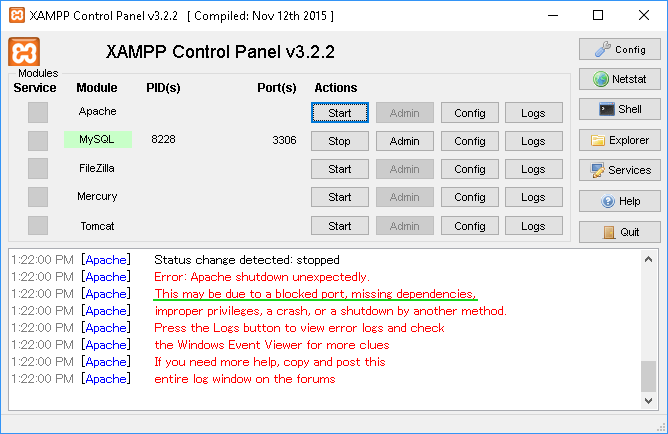 XAMPP Control Panel v3.2.2 [ Compiled: Nov 12th 2015 ]
XAMPP Control Panel v3.2.2
Config
Modules
Service Module PID(s) Port(s) Actions
Netstat
Apache Start Admin Config Logs
Shell
MySQL 8228 3306 Stop Admin Config Logs
Explorer
FileZilla Start Admin Config Logs
Services
Mercury Start Admin Config Logs
Help
Tomcat Start Admin Config Logs
Quit
1:22:00 PM [Apache] Status change detected: stopped
1:22:00 PM [Apache] Error: Apache shutdown unexpectedly.
1:22:00 PM [Apache] This may be due to a blocked port, missing dependencies,
1:22:00 PM [Apache] improper privileges, a crash, or a shutdown by another method.
1:22:00 PM [Apache] Press the Logs button to view error logs and check
1:22:00 PM [Apache] the Windows Event Viewer for more clues
1:22:00 PM [Apache] If you need more help, copy and post this
1:22:00 PM [Apache] entire log window on the forums